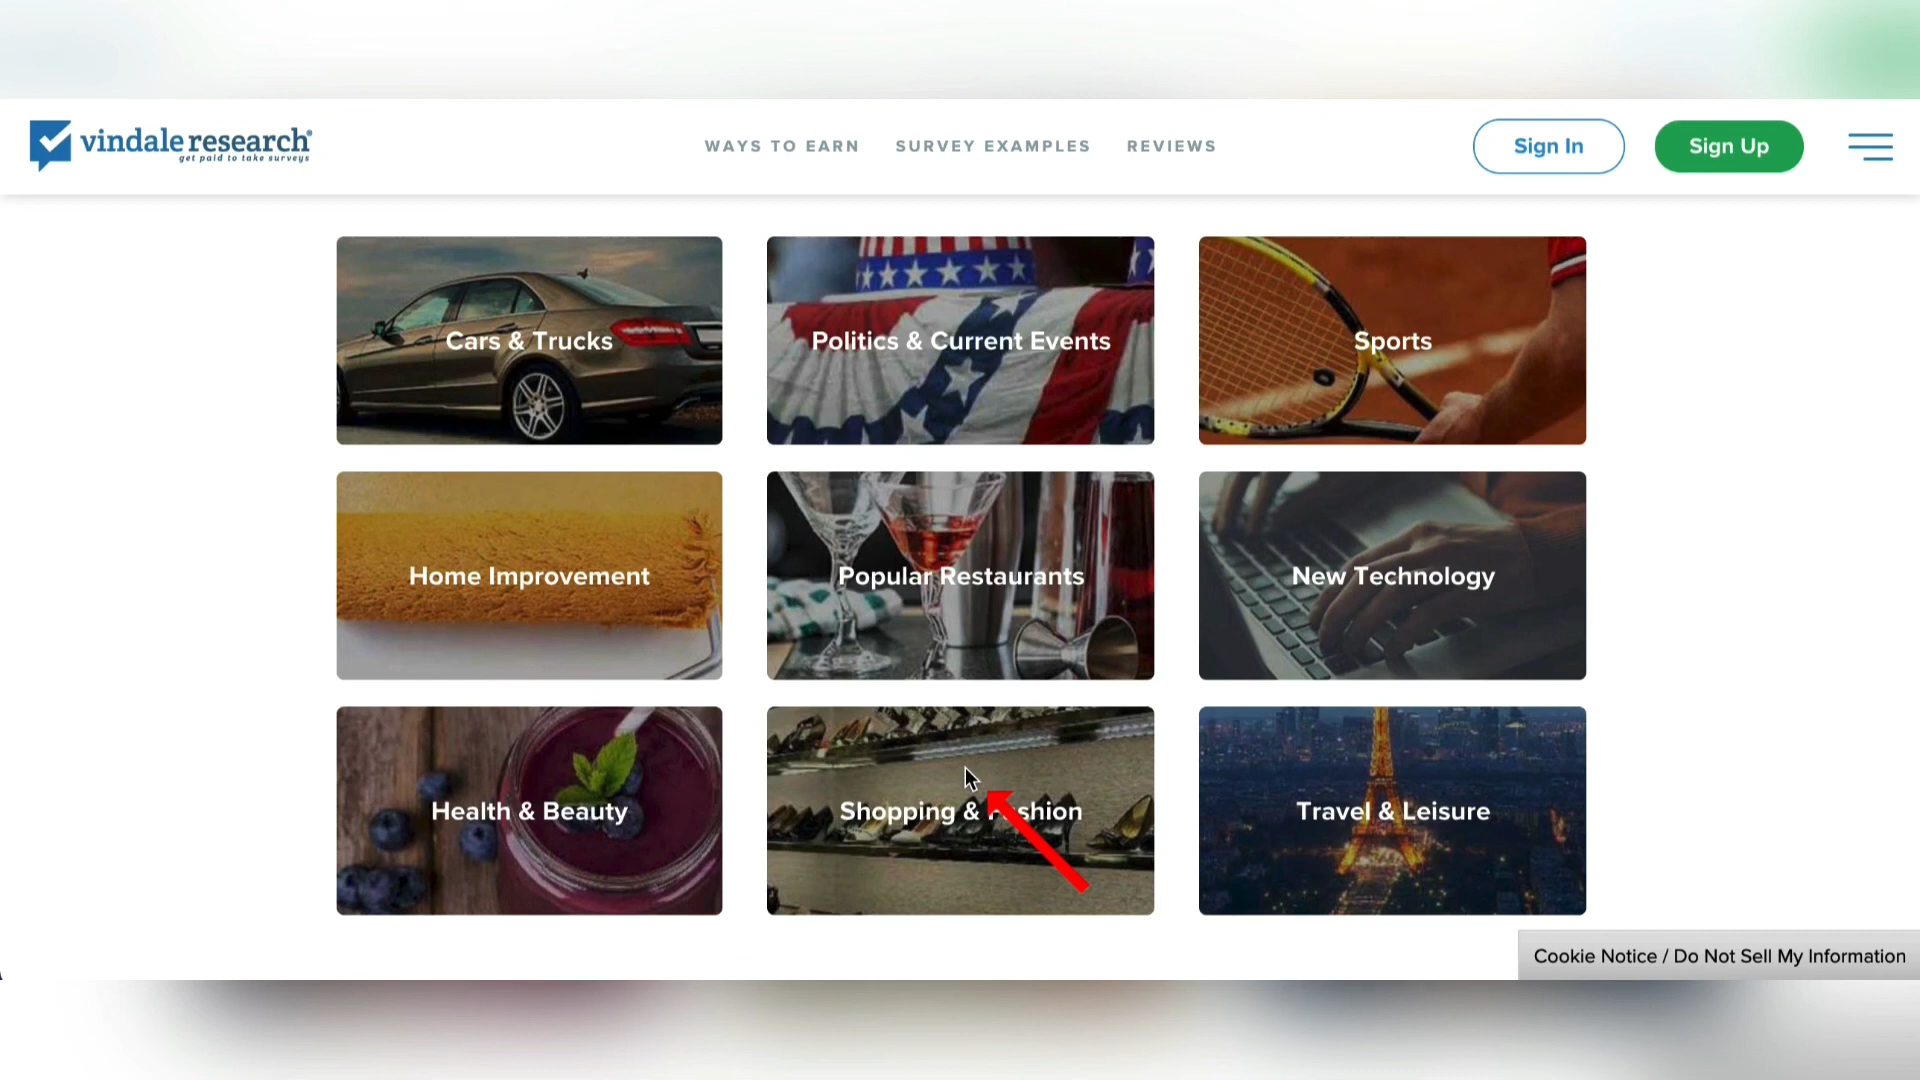 vindale research®
get paid to take surveys
WAYS TO EARN
SURVEY EXAMPLES
REVIEWS
Sign In
Sign Up
Cars & Trucks
Politics & Current Events
Sports
Home Improvement
Popular Restaurants
New Technology
Health & Beauty
Shopping & Fashion
Travel & Leisure
Cookie Notice / Do Not Sell My Information